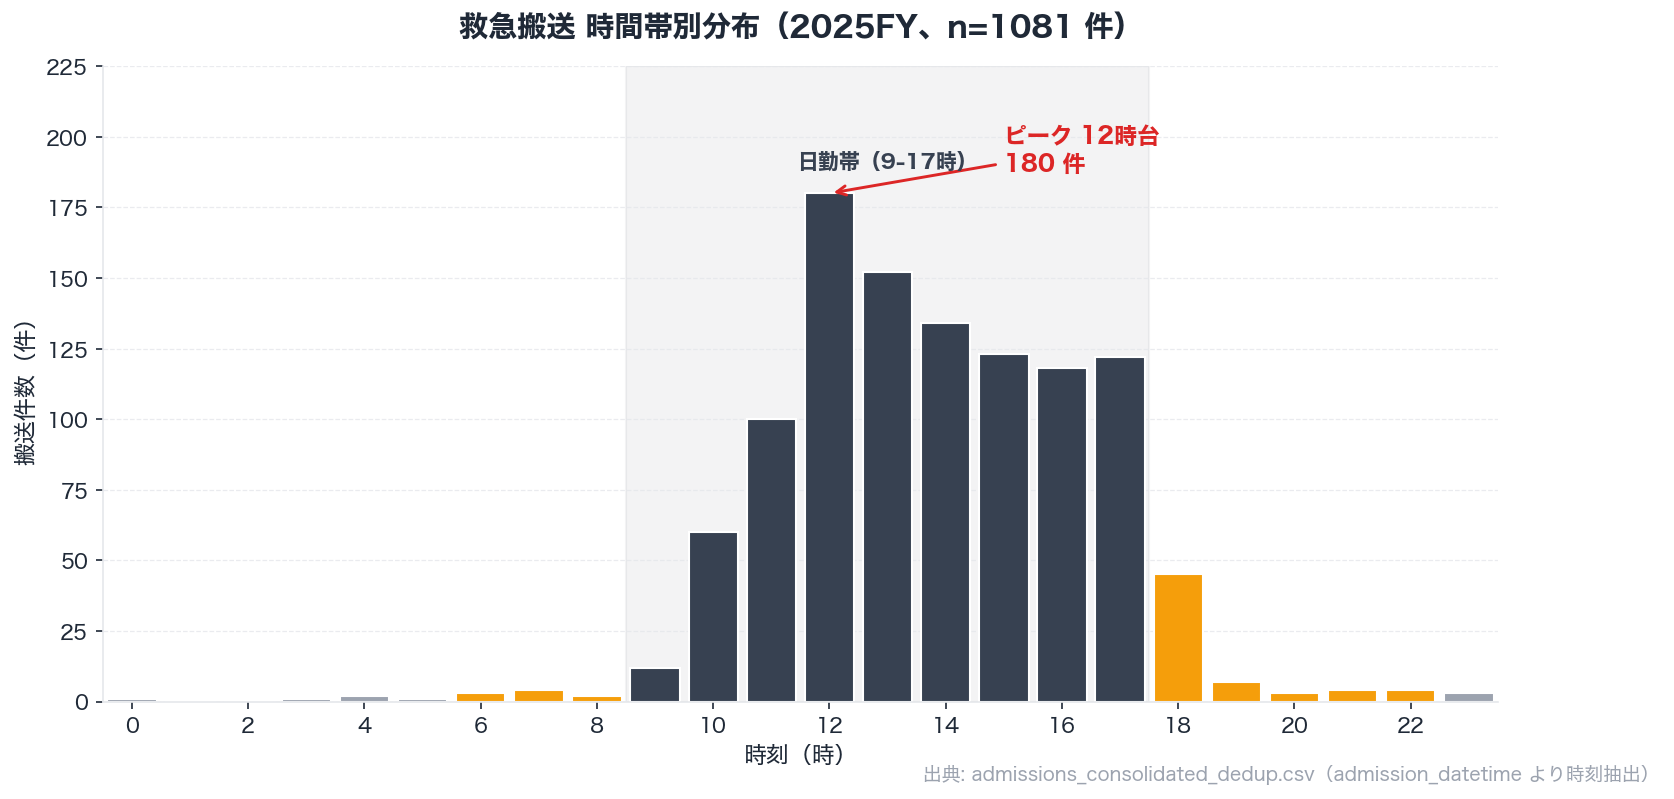 救急搬送 時間帯別分布（2025FY、n=1081 件）
搬送件数（件）
225
200
175
150
125
100
75
50
25
0
ピーク 12時台
180 件
日勤帯（9-17時）
0 2 4 6 8 10 12 14 16 18 20 22
時刻（時）
出典: admissions_consolidated_dedup.csv（admission_datetime より時刻抽出）